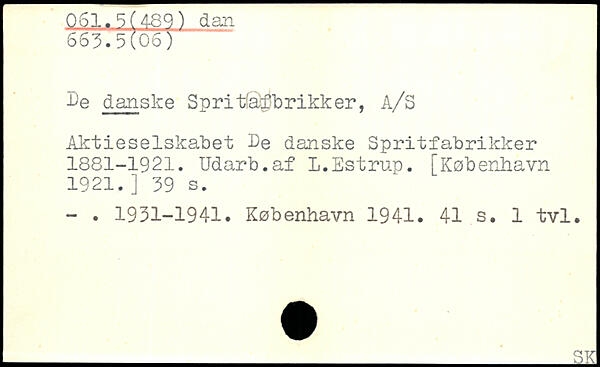 061.5(489) dan
663.5(06)
De danske Spritafbrikker, A/S
Aktieselskabet De danske Spritfabrikker
1881-1921. Udarb.af L.Estrup. [København
1921.] 39 s.
- . 1931-1941. København 1941. 41 s. 1 tvl.
SK